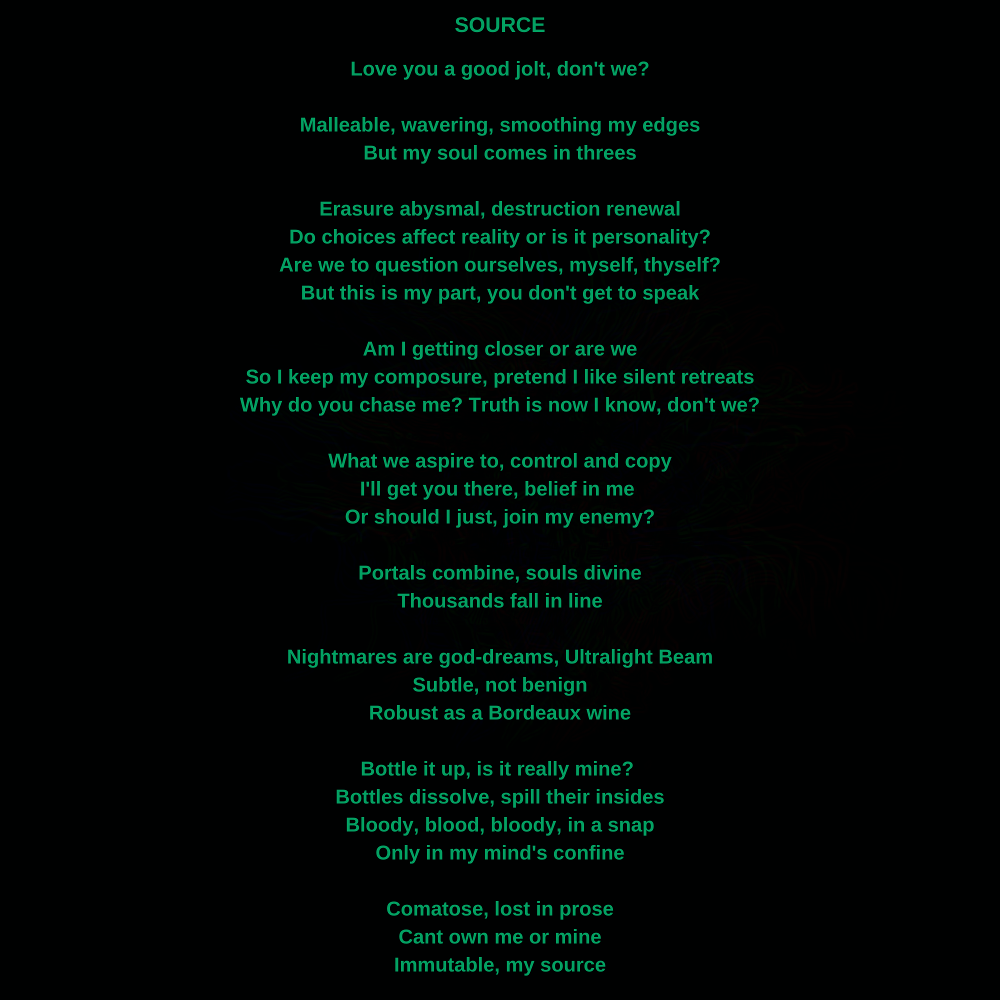 SOURCE
Love you a good jolt, don't we?
Malleable, wavering, smoothing my edges
But my soul comes in threes
Erasure abysmal, destruction renewal
Do choices affect reality or is it personality?
Are we to question ourselves, myself, thyself?
But this is my part, you don't get to speak
Am I getting closer or are we
So I keep my composure, pretend I like silent retreats
Why do you chase me? Truth is now I know, don't we?
What we aspire to, control and copy
I'll get you there, belief in me
Or should I just, join my enemy?
Portals combine, souls divine
Thousands fall in line
Nightmares are god-dreams, Ultralight Beam
Subtle, not benign
Robust as a Bordeaux wine
Bottle it up, is it really mine?
Bottles dissolve, spill their insides
Bloody, blood, bloody, in a snap
Only in my mind's confine
Comatose, lost in prose
Cant own me or mine
Immutable, my source